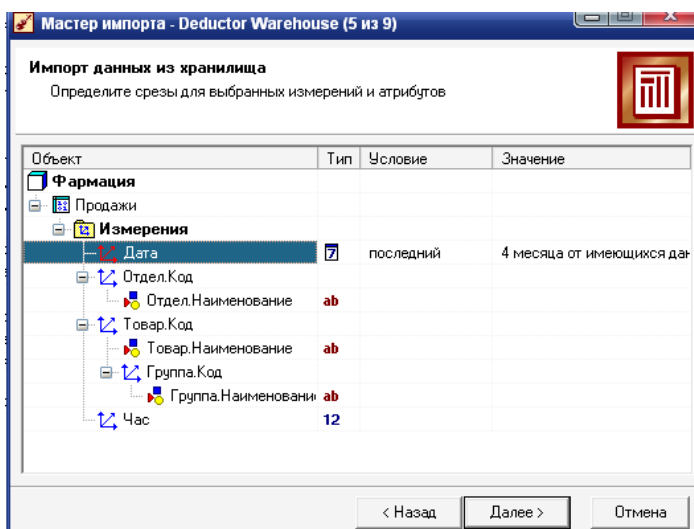 Мастер импорта - Deductor Warehouse (5 из 9)
Импорт данных из хранилища
Определите срезы для выбранных измерений и атрибутов
Объект Тип Условие Значение
Фармация
Продажи
Измерения
Дата 7 последний 4 месяца от имеющихся дан
Отдел.Код
Отдел.Наименование ab
Товар.Код
Товар.Наименование ab
Группа.Код
Группа.Наименовани ab
Час 12
< Назад Далее > Отмена